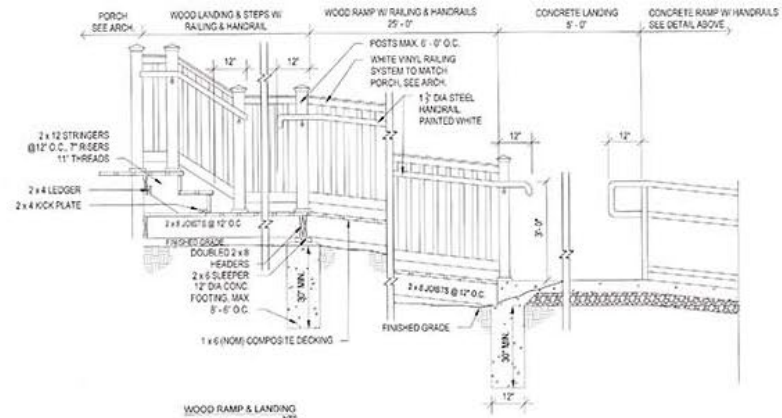 PORCH
SEE ARCH.
WOOD LANDING & STEPS W/
RAILING & HANDRAIL
WOOD RAMP W/ RAILING & HANDRAILS
25'- 0"
CONCRETE LANDING
5' - 0"
CONCRETE RAMP W/ HANDRAILS
SEE DETAIL ABOVE
12"
12"
POSTS MAX. 6' - 0" O.C.
WHITE VINYL RAILING
SYSTEM TO MATCH
PORCH, SEE ARCH.
DIA STEEL
HANDRAIL
PAINTED WHITE
12"
12"
2 x 12 STRINGERS
@12" O.C., 7" RISERS
11" THREADS
2 x 4 LEDGER
2 x 4 KICK PLATE
2 x 8 JOISTS @ 12" O.C.
FINISHED GRADE
DOUBLED 2 x 8
HEADERS
2 x 6 SLEEPER
12" DIA CONC.
FOOTING, MAX
8' - 6" O.C.
30" MIN.
1 x 6 (NOM) COMPOSITE DECKING
3'- 0"
2 x 8 JOISTS @ 12" O.C.
FINISHED GRADE
30" MIN.
12"
WOOD RAMP & LANDING